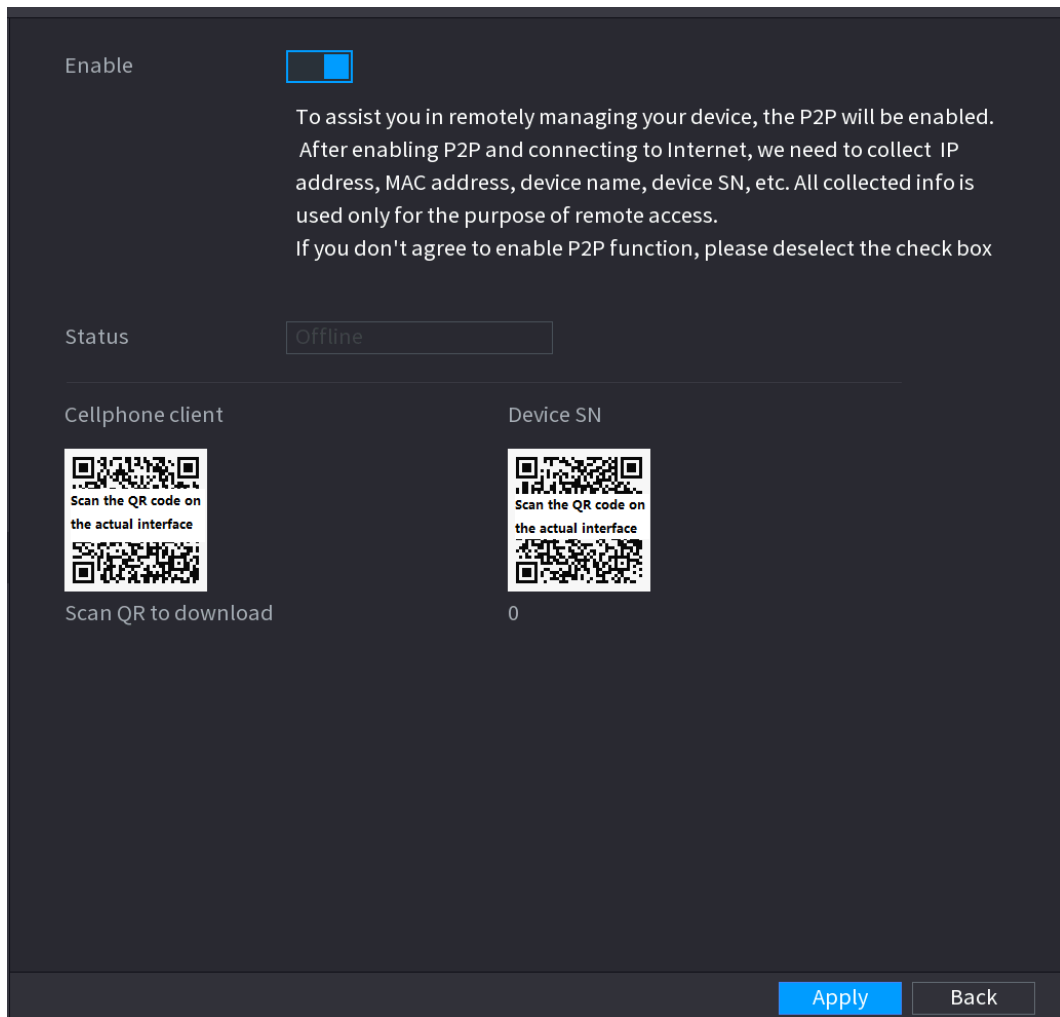 Enable
To assist you in remotely managing your device, the P2P will be enabled.
After enabling P2P and connecting to Internet, we need to collect  IP
address, MAC address, device name, device SN, etc. All collected info is
used only for the purpose of remote access.
If you don't agree to enable P2P function, please deselect the check box
Status
Offline
Cellphone client
Device SN
Scan the QR code on
the actual interface
Scan the QR code on
the actual interface
Scan QR to download
0
Apply
Back